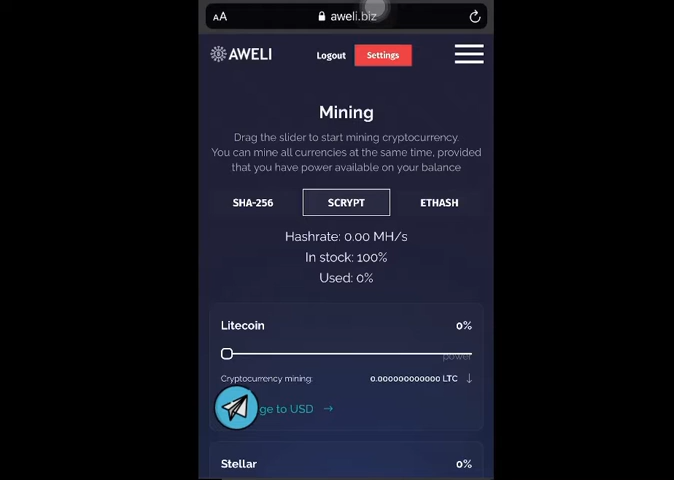 AA aweli.biz
AWELI Logout Settings
Mining
Drag the slider to start mining cryptocurrency.
You can mine all currencies at the same time, provided
that you have power available on your balance
SHA-256 SCRYPT ETHASH
Hashrate: 0.00 MH/s
In stock: 100%
Used: 0%
Litecoin 0%
power
Cryptocurrency mining: 0.000000000000 LTC ↓
ge to USD →
Stellar 0%